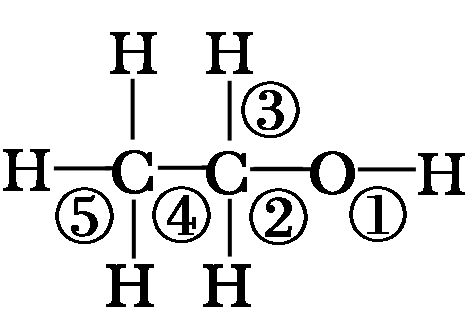 H H
③
H C C O H
⑤ ④ ② ①
H H